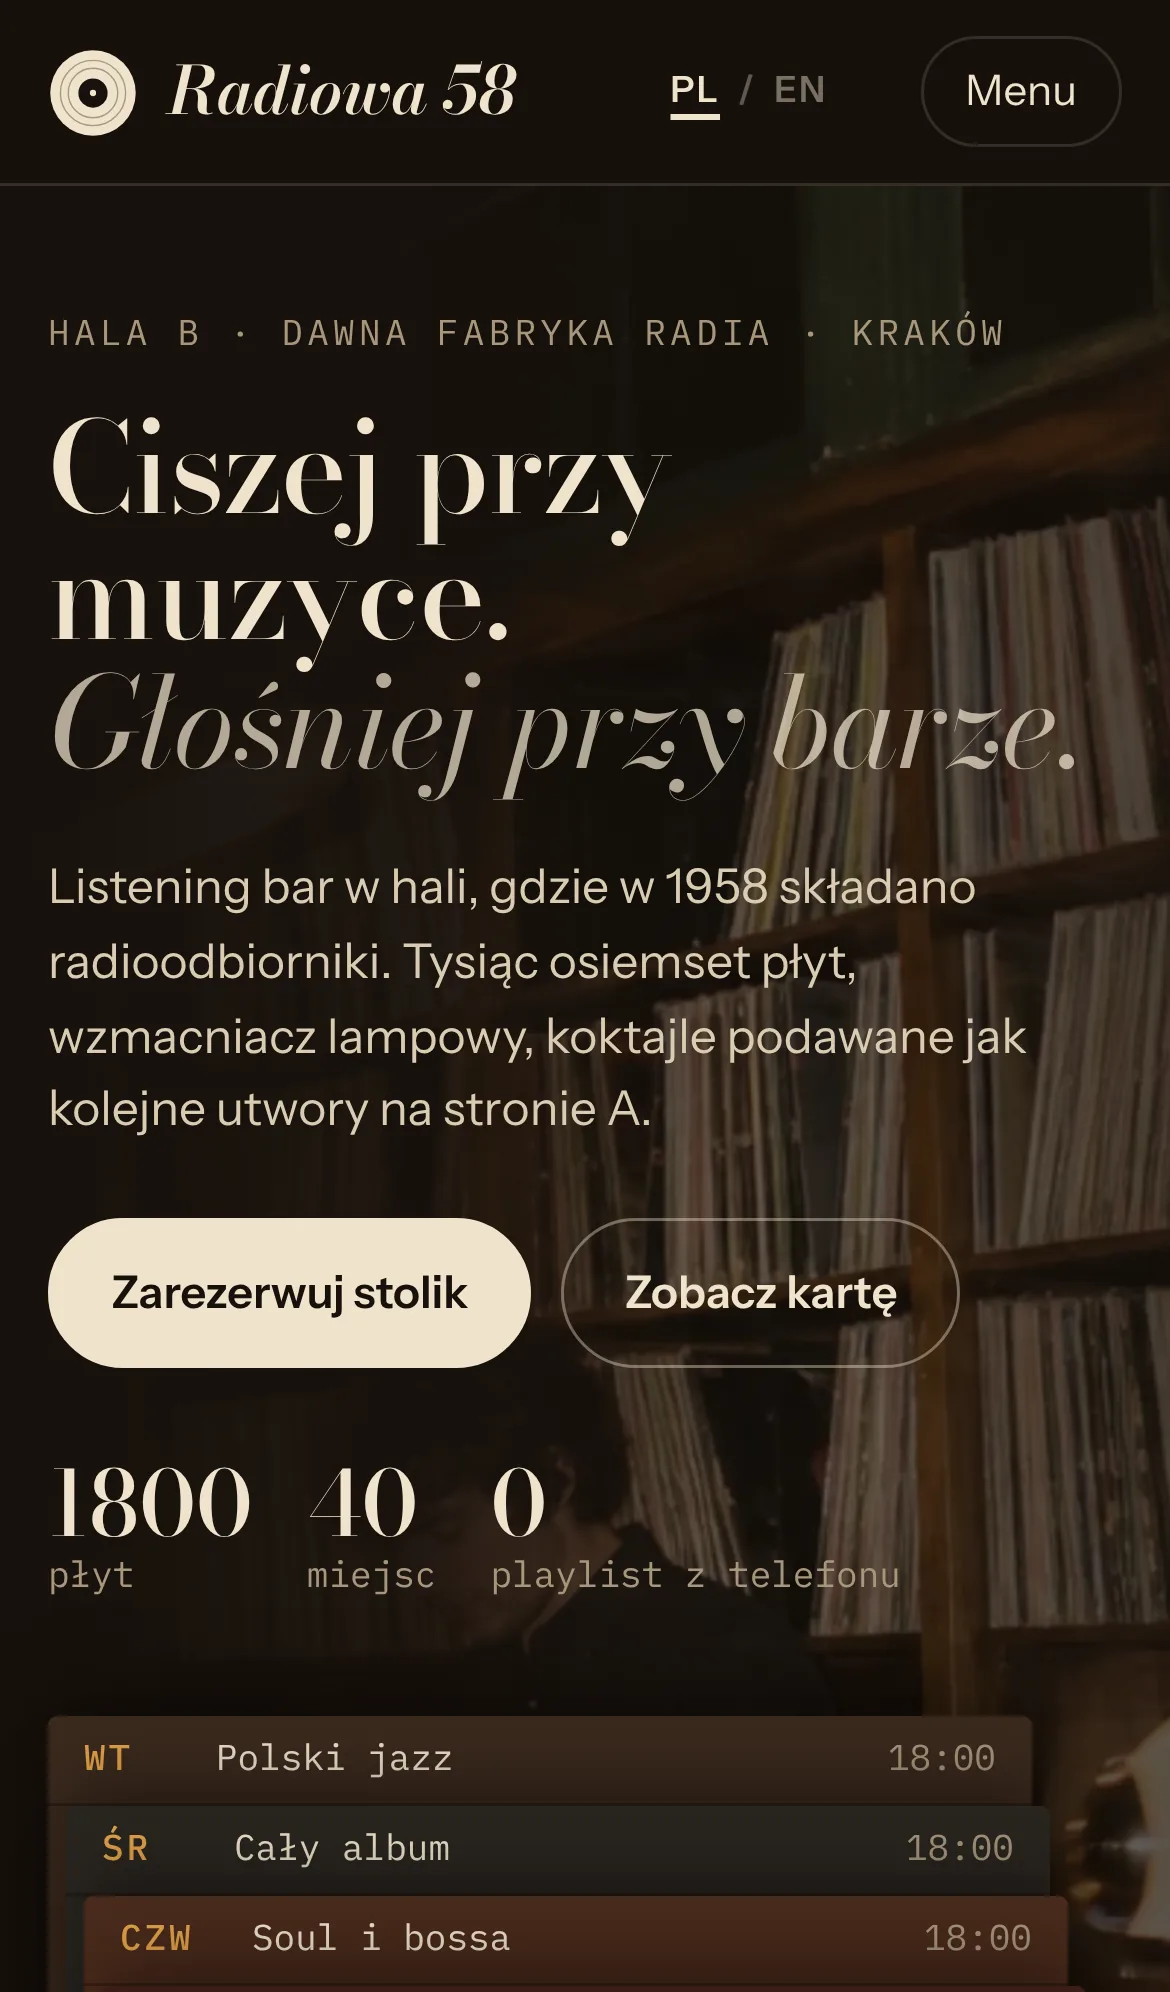 Radiowa 58
PL / EN
Menu
HALA B · DAWNA FABRYKA RADIA · KRAKÓW
Ciszej przy
muzyce.
Głośniej przy barze.
Listening bar w hali, gdzie w 1958 składano
radioodbiorniki. Tysiąc osiemset płyt,
wzmacniacz lampowy, koktajle podawane jak
kolejne utwory na stronie A.
Zarezerwuj stolik
Zobacz kartę
1800 40 0
płyt miejsc playlist z telefonu
WT Polski jazz 18:00
ŚR Cały album 18:00
CZW Soul i bossa 18:00